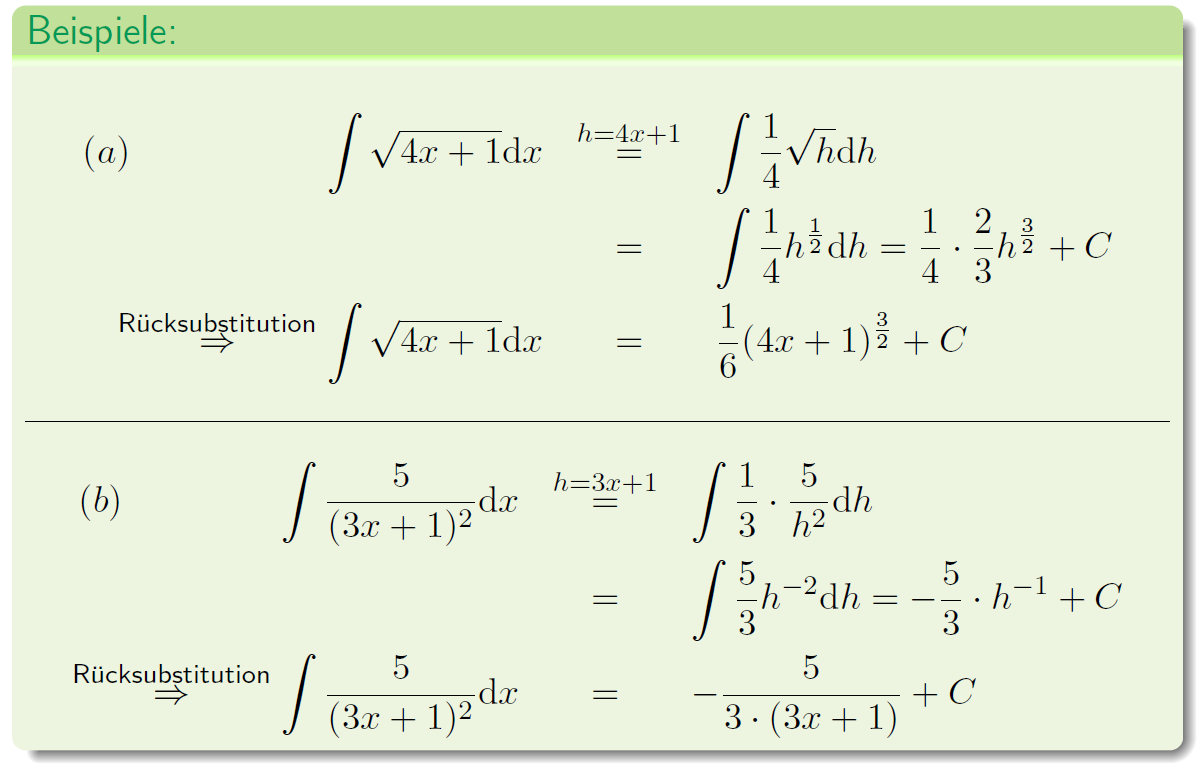 Beispiele:
(a) ∫ √(4x + 1) dx =^{h=4x+1} ∫ 1/4 √h dh
= ∫ 1/4 h^{1/2} dh = 1/4 · 2/3 h^{3/2} + C
Rücksubstitution ⇒ ∫ √(4x + 1) dx = 1/6 (4x + 1)^{3/2} + C
(b) ∫ 5/(3x + 1)² dx =^{h=3x+1} ∫ 1/3 · 5/h² dh
= ∫ 5/3 h^{−2} dh = −5/3 · h^{−1} + C
Rücksubstitution ⇒ ∫ 5/(3x + 1)² dx = − 5/(3 · (3x + 1)) + C